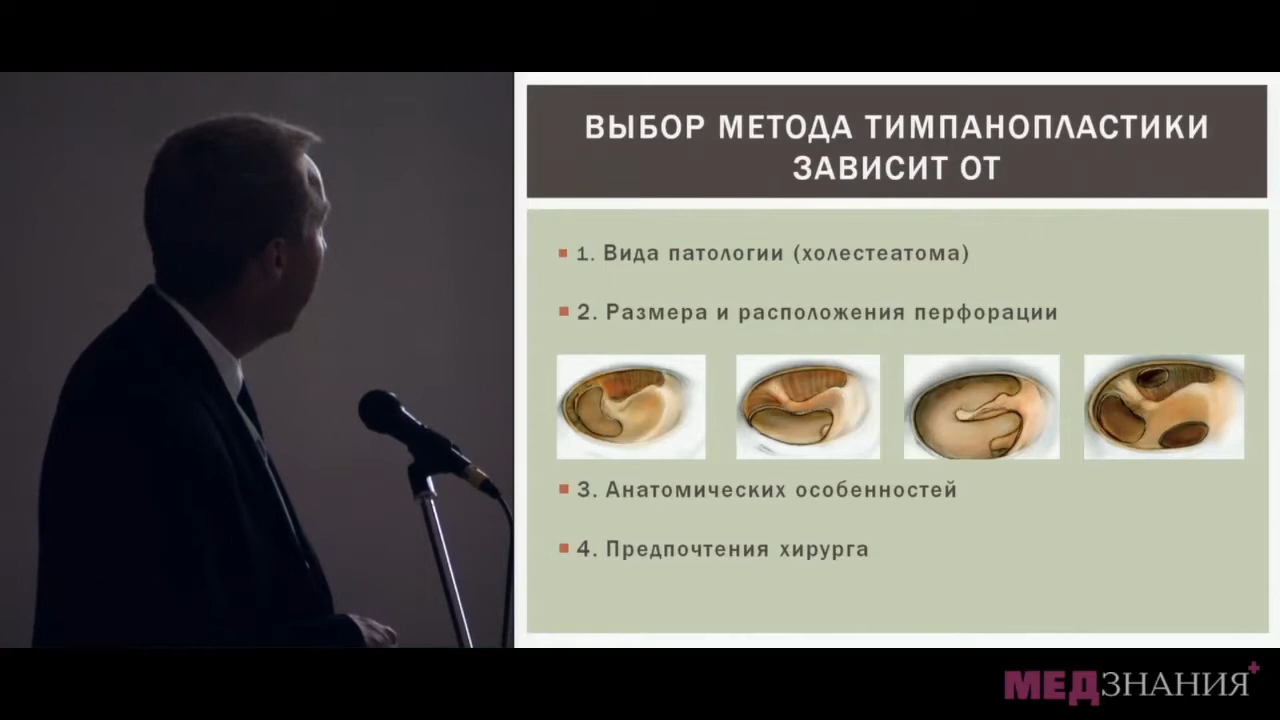 ВЫБОР МЕТОДА ТИМПАНОПЛАСТИКИ
ЗАВИСИТ ОТ
1. Вида патологии (холестеатома)
2. Размера и расположения перфорации
3. Анатомических особенностей
4. Предпочтения хирурга
МЕДЗНАНИЯ+